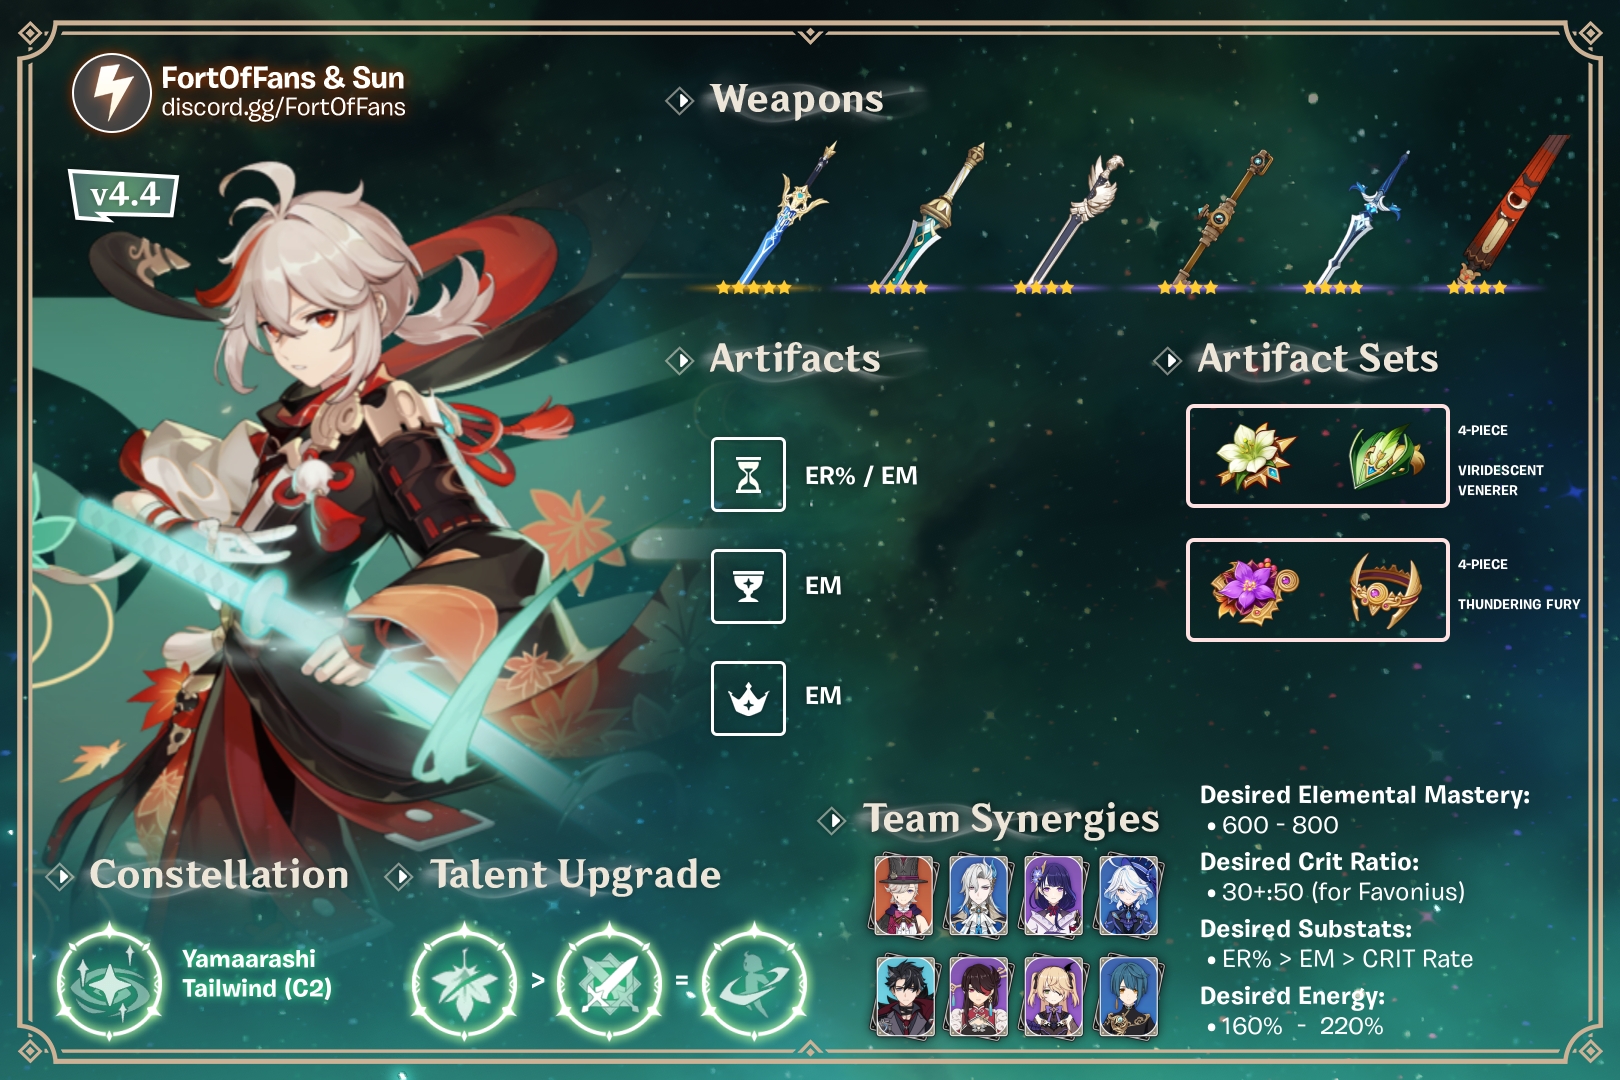 FortOfFans & Sun
discord.gg/FortOfFans
v4.4
Weapons
Artifacts
ER% / EM
EM
EM
Artifact Sets
4-PIECE
VIRIDESCENT
VENERER
4-PIECE
THUNDERING FURY
Constellation
Yamaarashi
Tailwind (C2)
Talent Upgrade
> =
Team Synergies
Desired Elemental Mastery:
• 600 - 800
Desired Crit Ratio:
• 30+:50 (for Favonius)
Desired Substats:
• ER% > EM > CRIT Rate
Desired Energy:
• 160% - 220%